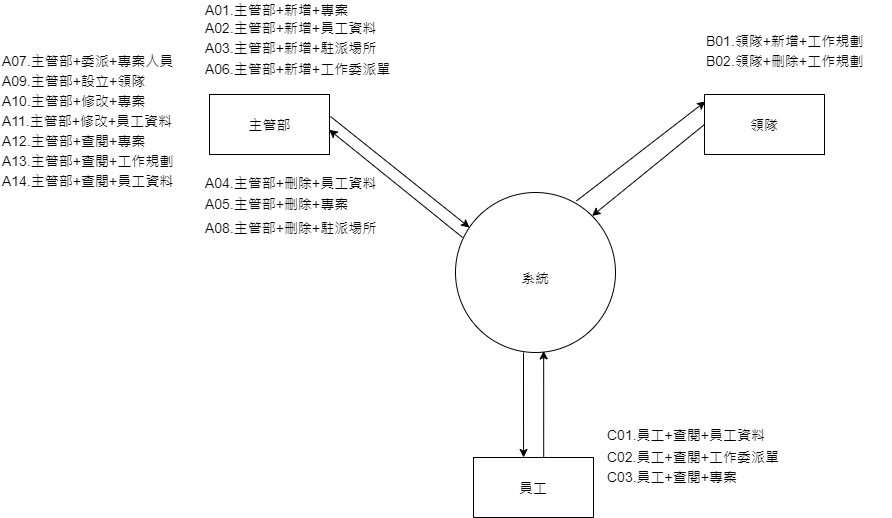 A01.主管部+新增+專案
A02.主管部+新增+員工資料
A03.主管部+新增+駐派場所
A06.主管部+新增+工作委派單
B01.領隊+新增+工作規劃
B02.領隊+刪除+工作規劃
A07.主管部+委派+專案人員
A09.主管部+設立+領隊
A10.主管部+修改+專案
A11.主管部+修改+員工資料
A12.主管部+查閱+專案
A13.主管部+查閱+工作規劃
A14.主管部+查閱+員工資料
主管部
領隊
A04.主管部+刪除+員工資料
A05.主管部+刪除+專案
A08.主管部+刪除+駐派場所
系統
C01.員工+查閱+員工資料
C02.員工+查閱+工作委派單
C03.員工+查閱+專案
員工